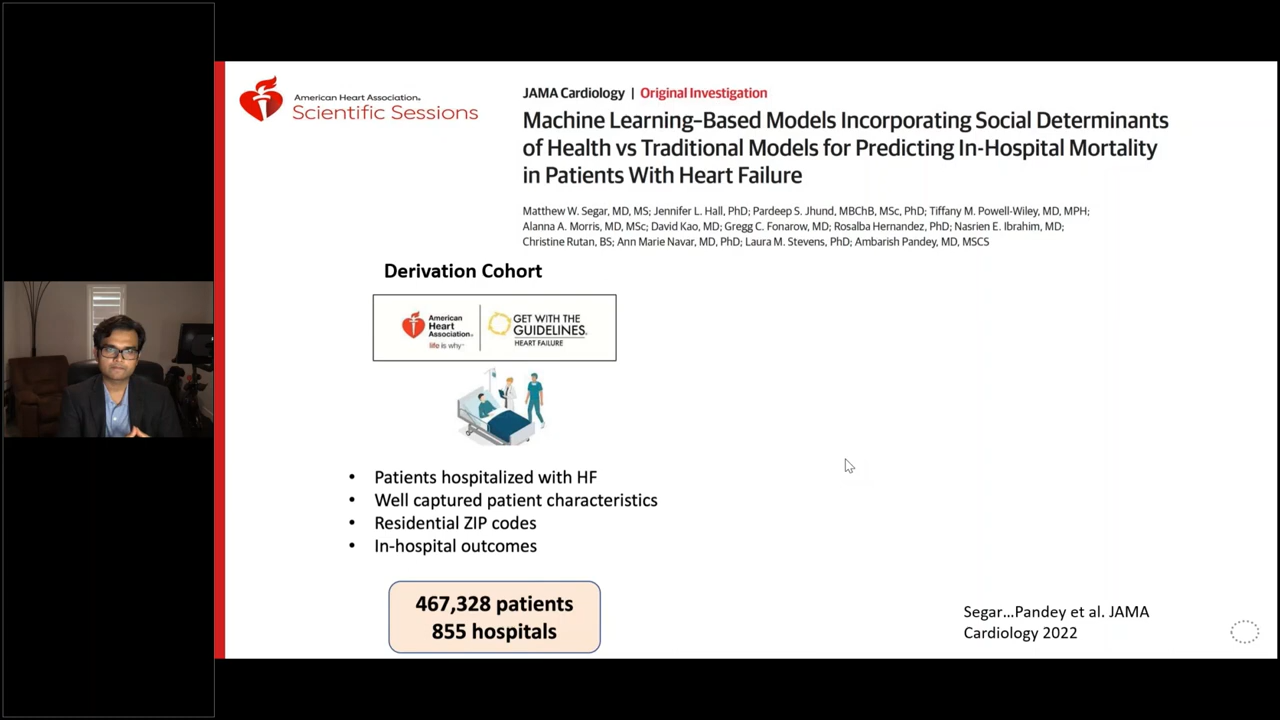 American Heart Association.
Scientific Sessions
JAMA Cardiology | Original Investigation
Machine Learning–Based Models Incorporating Social Determinants
of Health vs Traditional Models for Predicting In-Hospital Mortality
in Patients With Heart Failure
Matthew W. Segar, MD, MS; Jennifer L. Hall, PhD; Pardeep S. Jhund, MBChB, MSc, PhD; Tiffany M. Powell-Wiley, MD, MPH;
Alanna A. Morris, MD, MSc; David Kao, MD; Gregg C. Fonarow, MD; Rosalba Hernandez, PhD; Nasrien E. Ibrahim, MD;
Christine Rutan, BS; Ann Marie Navar, MD, PhD; Laura M. Stevens, PhD; Ambarish Pandey, MD, MSCS
Derivation Cohort
American
Heart
Association®
life is why™
GET WITH THE
GUIDELINES.
HEART FAILURE
• Patients hospitalized with HF
• Well captured patient characteristics
• Residential ZIP codes
• In-hospital outcomes
467,328 patients
855 hospitals
Segar...Pandey et al. JAMA
Cardiology 2022